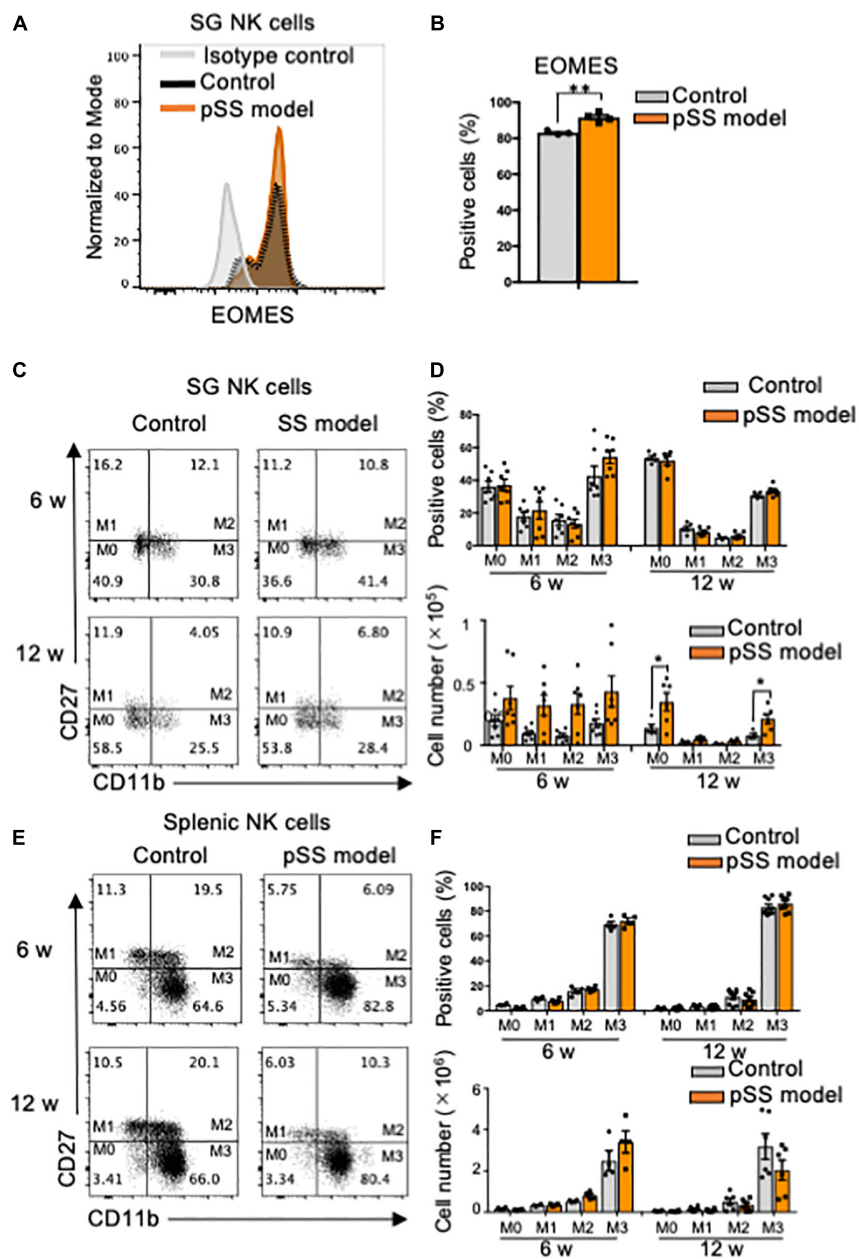 A
SG NK cells
Isotype control
Control
pSS model
Normalized to Mode
100
80
60
40
20
0
EOMES
B
EOMES
**
Control
pSS model
Positive cells (%)
100
80
60
40
20
0
C
SG NK cells
Control
SS model
6 w
16.2
12.1
M1
M2
M0
M3
40.9
30.8
11.2
10.8
M1
M2
M0
M3
36.6
41.4
12 w
11.9
4.05
M1
M2
M0
M3
58.5
25.5
10.9
6.80
M1
M2
M0
M3
53.8
28.4
CD27
CD11b
D
Control
pSS model
Positive cells (%)
80
60
40
20
0
M0 M1 M2 M3 M0 M1 M2 M3
6 w
12 w
Control
pSS model
Cell number (×10⁵)
1
0.5
0
*
*
M0 M1 M2 M3 M0 M1 M2 M3
6 w
12 w
E
Splenic NK cells
Control
pSS model
6 w
11.3
19.5
M1
M2
M0
M3
4.56
64.6
5.75
6.09
M1
M2
M0
M3
5.34
82.8
12 w
10.5
20.1
M1
M2
M0
M3
3.41
66.0
6.03
10.3
M1
M2
M0
M3
3.34
80.4
CD27
CD11b
F
Control
pSS model
Positive cells (%)
100
80
60
40
20
0
M0 M1 M2 M3 M0 M1 M2 M3
6 w
12 w
Control
pSS model
Cell number (×10⁶)
6
4
2
0
M0 M1 M2 M3 M0 M1 M2 M3
6 w
12 w